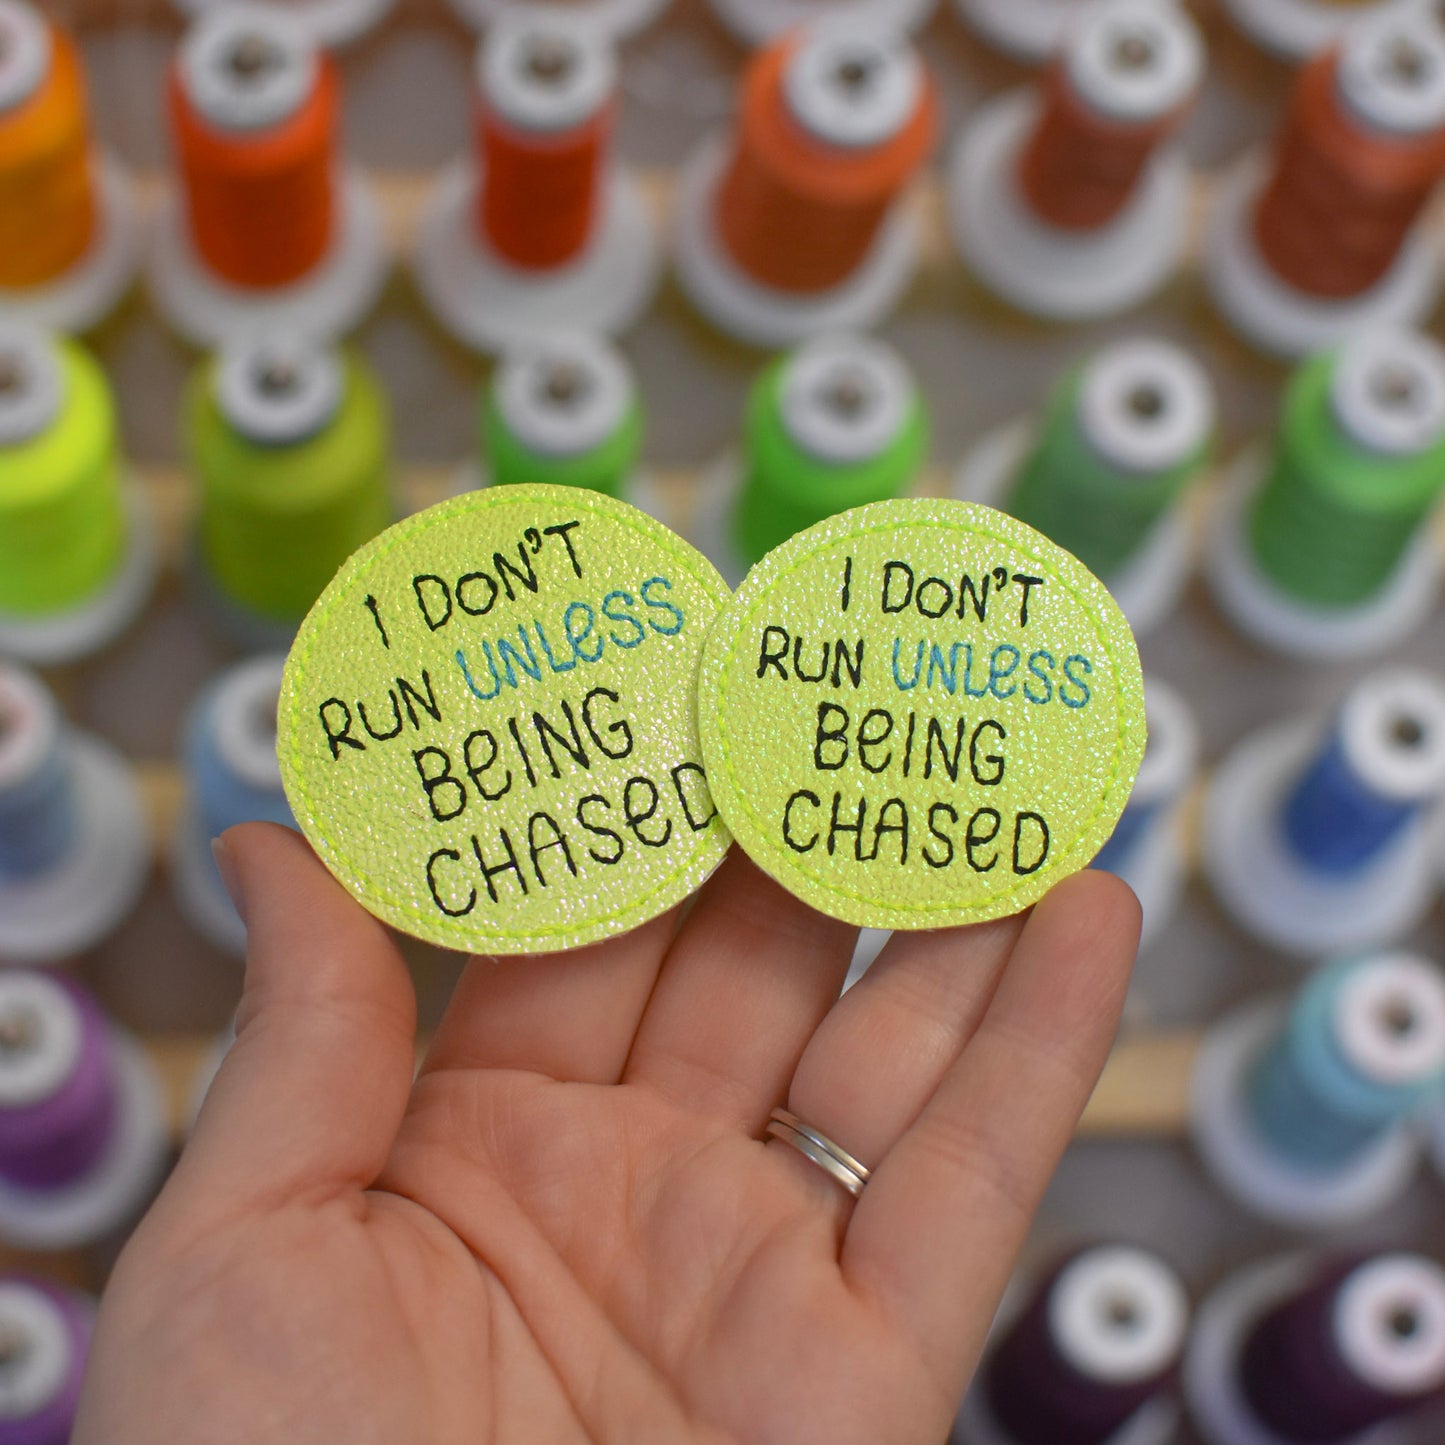 I DON'T
RUN UNLeSS
BeING
CHASeD
I DON'T
RUN UNLeSS
BeING
CHASeD